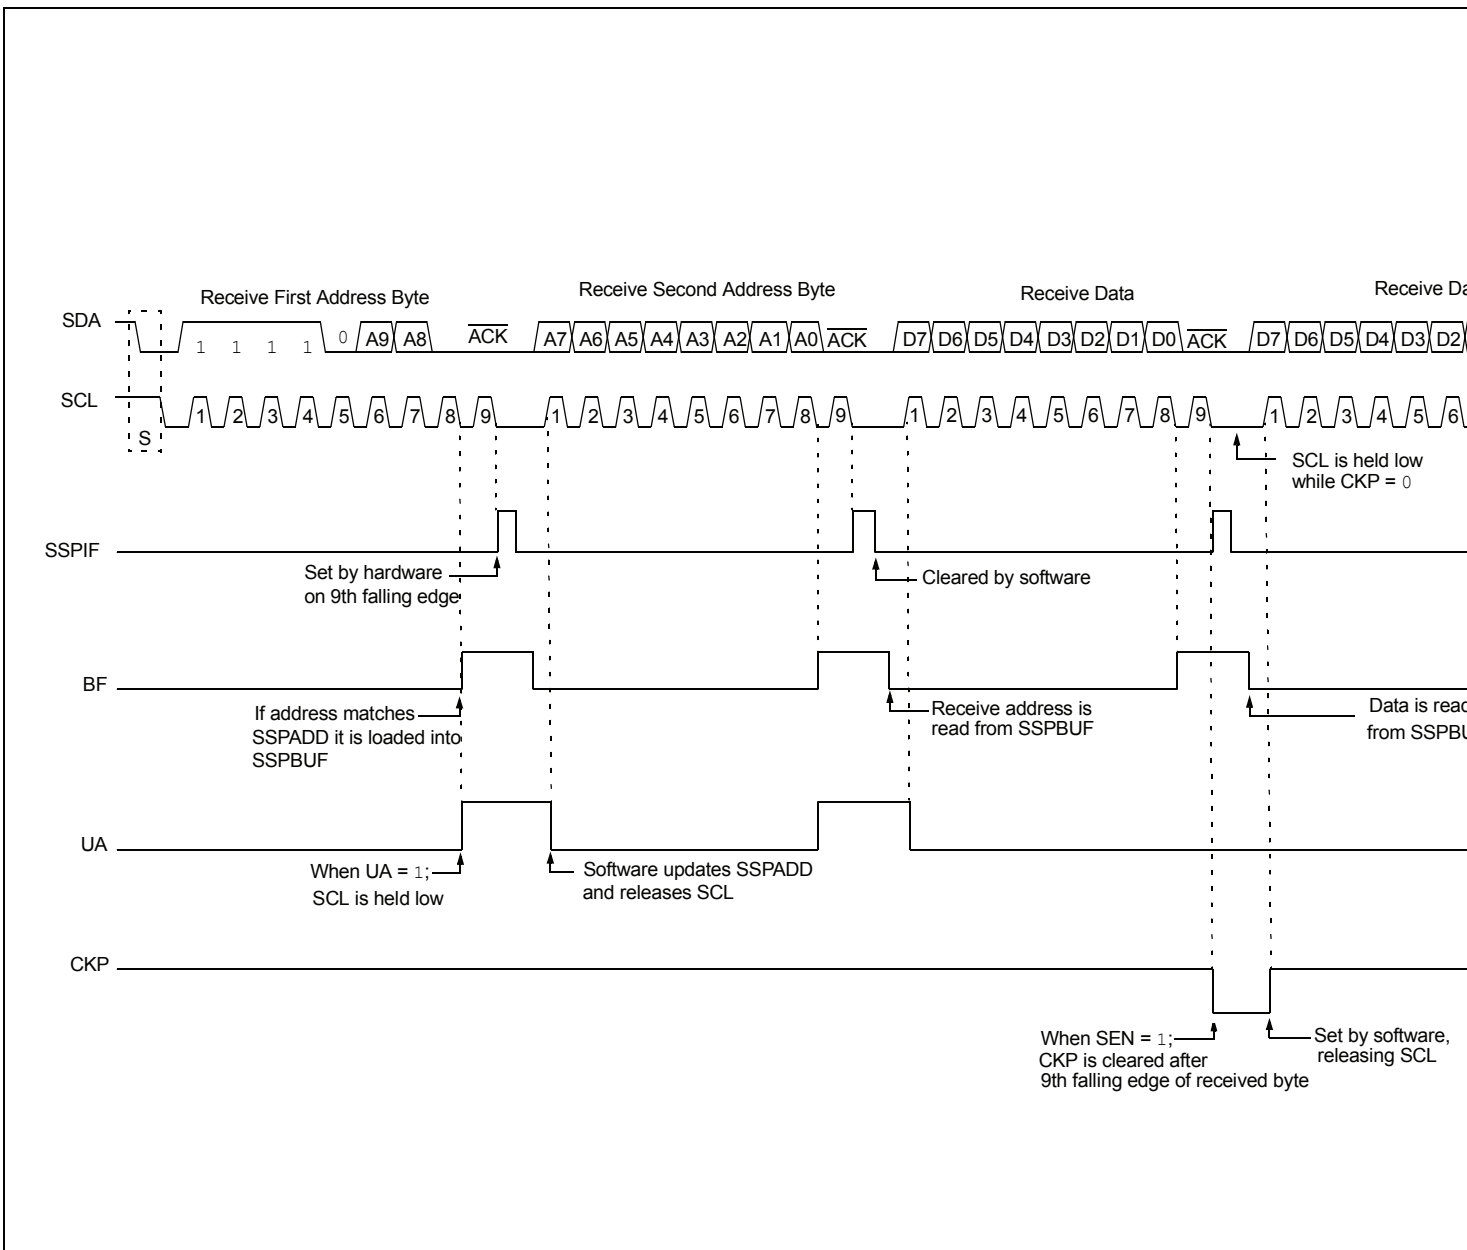 Receive First Address Byte
Receive Second Address Byte
Receive Data
Receive Da
SDA
1 1 1 1 0 A9 A8 ACK A7 A6 A5 A4 A3 A2 A1 A0 ACK D7 D6 D5 D4 D3 D2 D1 D0 ACK D7 D6 D5 D4 D3 D2
SCL
1 2 3 4 5 6 7 8 9 1 2 3 4 5 6 7 8 9 1 2 3 4 5 6 7 8 9 1 2 3 4 5 6
S
SCL is held low
while CKP = 0
SSPIF
Set by hardware
on 9th falling edge
Cleared by software
BF
If address matches
SSPADD it is loaded into
SSPBUF
Receive address is
read from SSPBUF
Data is read
from SSPBU
UA
When UA = 1;
SCL is held low
Software updates SSPADD
and releases SCL
CKP
When SEN = 1;
CKP is cleared after
9th falling edge of received byte
Set by software,
releasing SCL